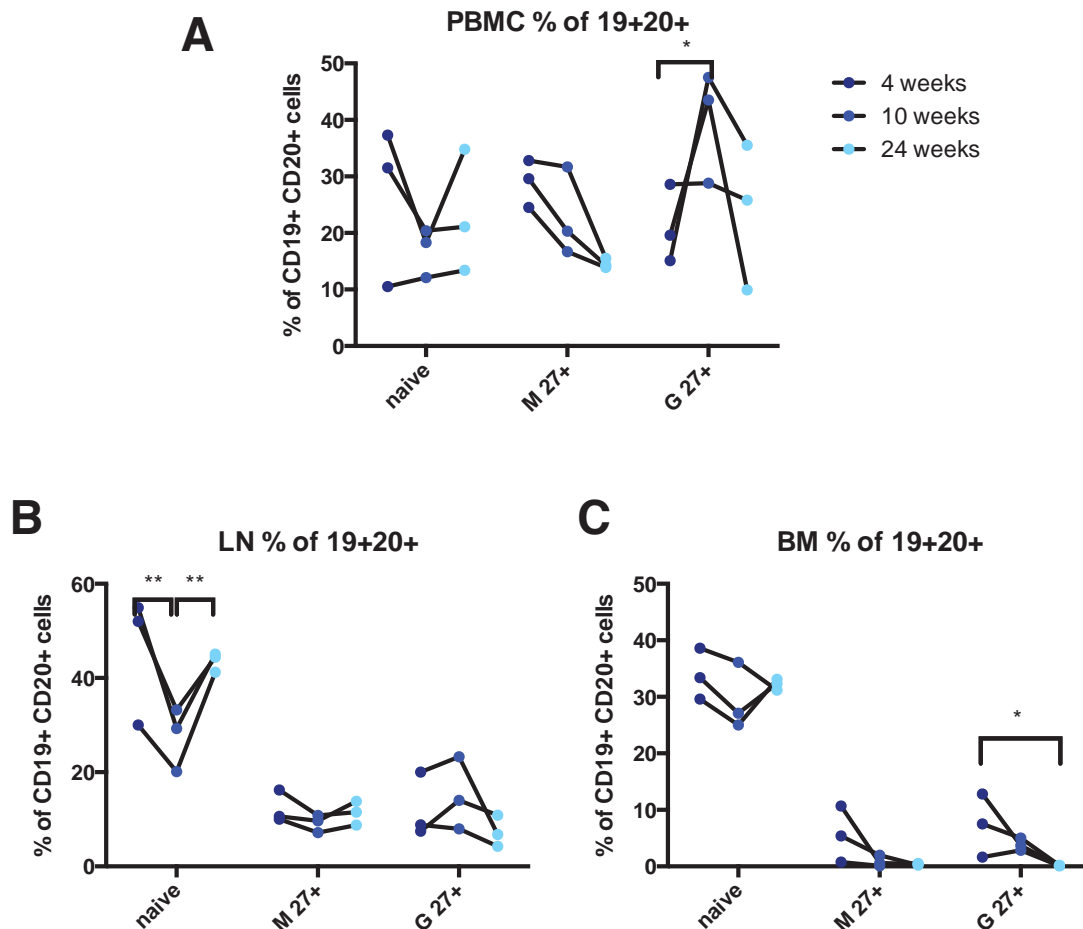 A
PBMC % of 19+20+
% of CD19+ CD20+ cells
50
40
30
20
10
0
*
naive
M 27+
G 27+
4 weeks
10 weeks
24 weeks
B
LN % of 19+20+
% of CD19+ CD20+ cells
60
40
20
0
**
**
naive
M 27+
G 27+
C
BM % of 19+20+
% of CD19+ CD20+ cells
50
40
30
20
10
0
*
naive
M 27+
G 27+